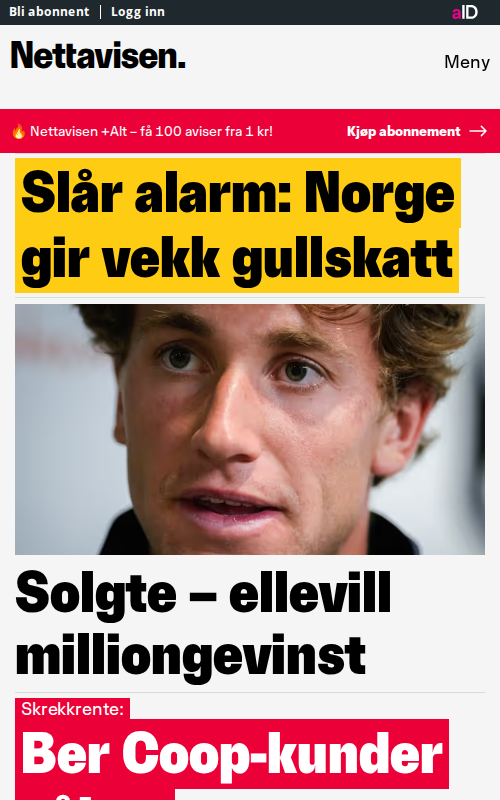 Bli abonnent
Logg inn
aID
Nettavisen.
Meny
🔥 Nettavisen +Alt – få 100 aviser fra 1 kr!
Kjøp abonnement →
Slår alarm: Norge
gir vekk gullskatt
Solgte – ellevill
milliongevinst
Skrekkrente:
Ber Coop-kunder